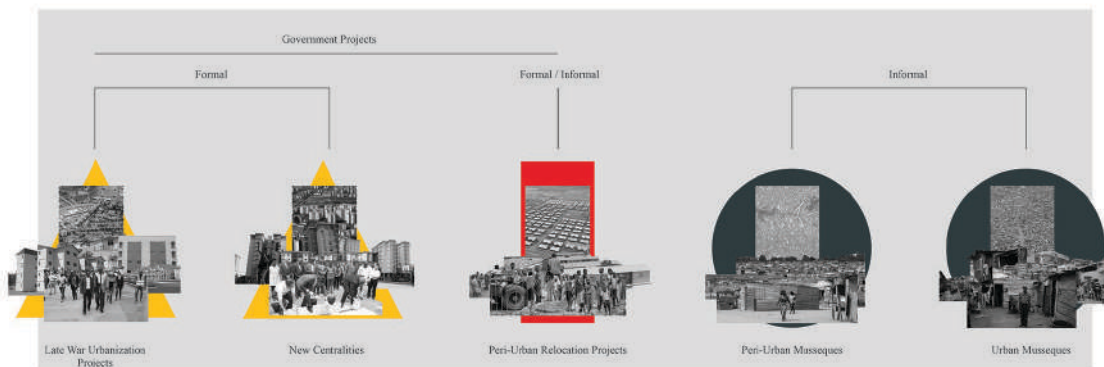 Government Projects
Formal
Formal / Informal
Informal
Late War Urbanization
Projects
New Centralities
Peri-Urban Relocation Projects
Peri-Urban Musseques
Urban Musseques